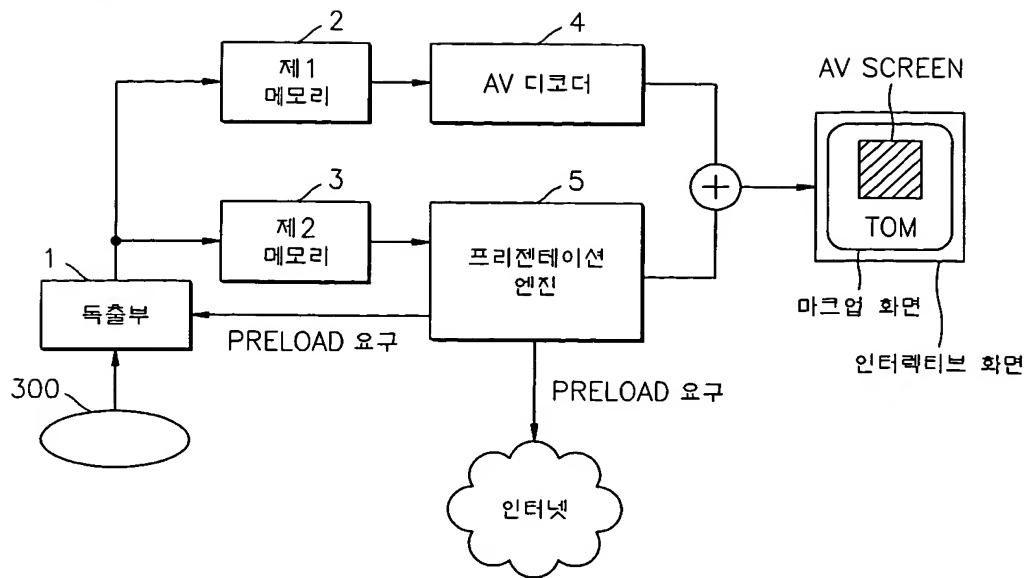 2
제1
메모리
4
AV 디코더
AV SCREEN
TOM
마크업 화면
인터렉티브 화면
3
제2
메모리
5
프리젠테이션
엔진
1
독출부
PRELOAD 요구
300
PRELOAD 요구
인터넷